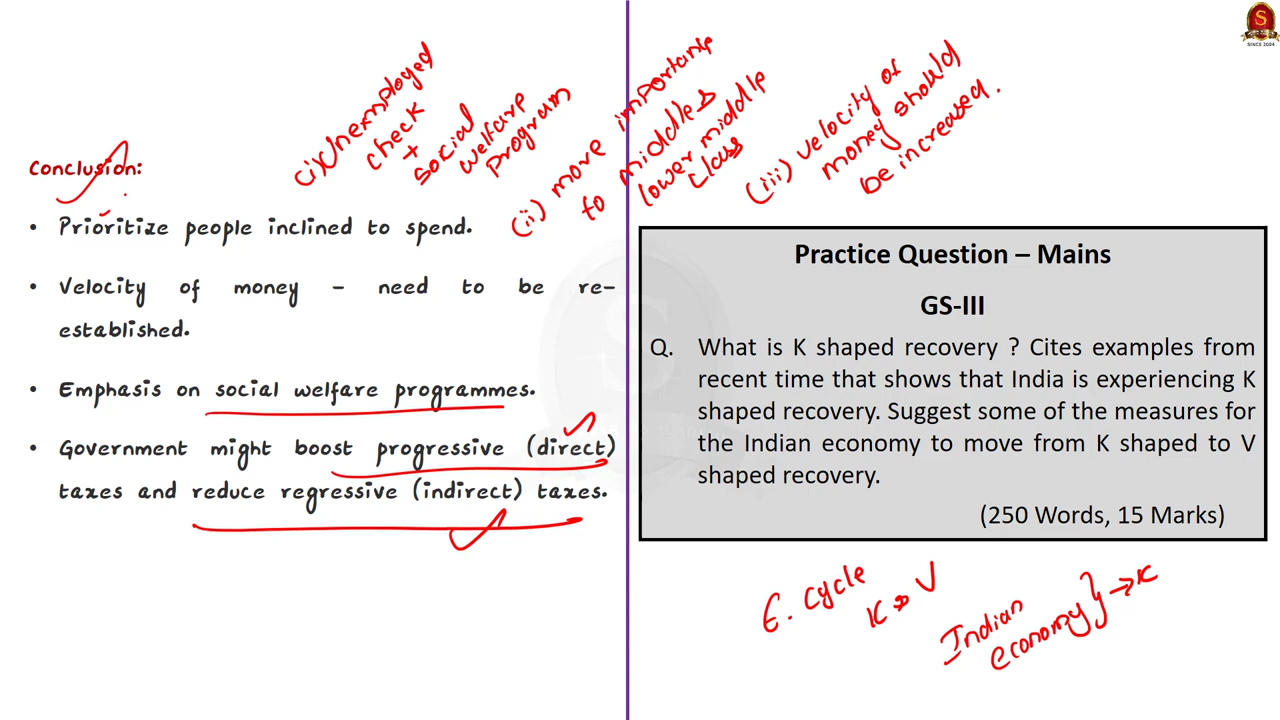 S
SINCE 2004
(i) Unemployed
check
+
social
welfare
program
(ii) more importance
to middle &
lower middle
class
(iii) velocity of
money should
be increased.
Conclusion:
• Prioritize people inclined to spend.
• Velocity of money – need to be re-
established.
• Emphasis on social welfare programmes.
• Government might boost progressive (direct)
taxes and reduce regressive (indirect) taxes.
Practice Question – Mains
GS-III
Q. What is K shaped recovery ? Cites examples from
recent time that shows that India is experiencing K
shaped recovery. Suggest some of the measures for
the Indian economy to move from K shaped to V
shaped recovery.
(250 Words, 15 Marks)
E. Cycle
K V
Indian
economy } → K